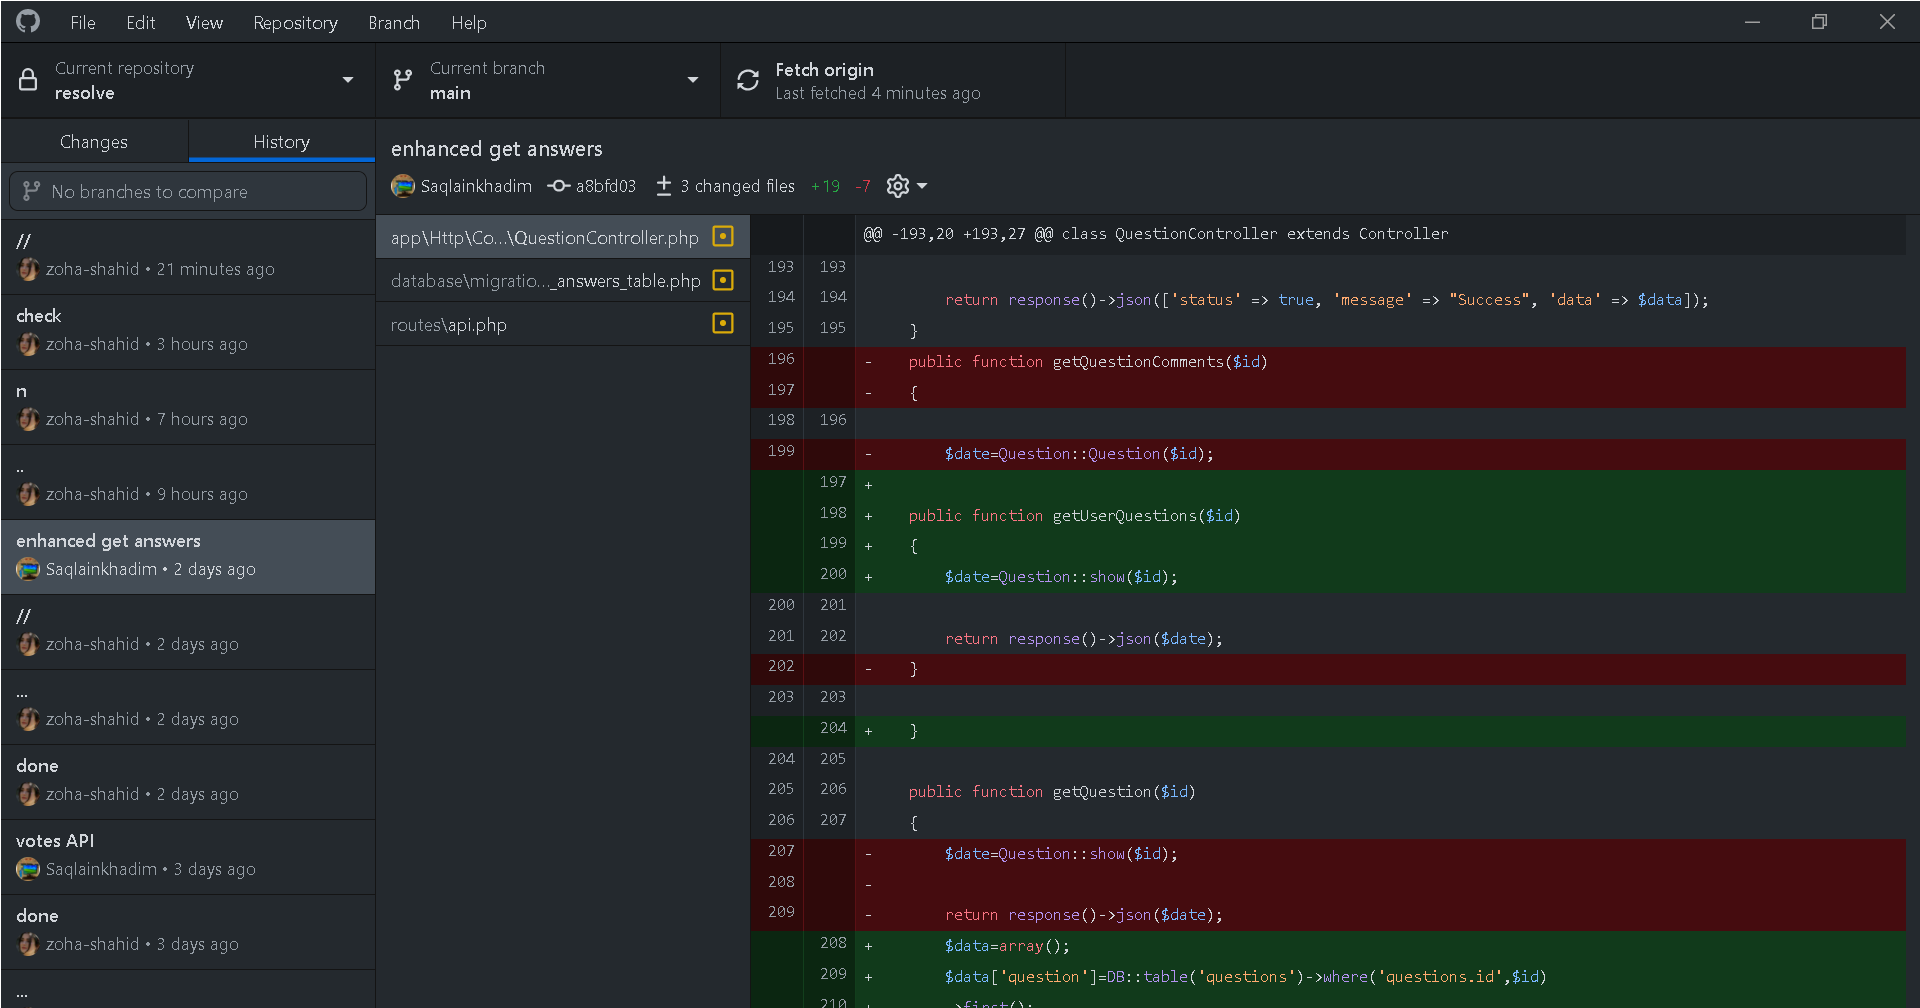 File Edit View Repository Branch Help
Current repository
resolve
Current branch
main
Fetch origin
Last fetched 4 minutes ago
Changes
History
No branches to compare
//
zoha-shahid • 21 minutes ago
check
zoha-shahid • 3 hours ago
n
zoha-shahid • 7 hours ago
..
zoha-shahid • 9 hours ago
enhanced get answers
Saqlainkhadim • 2 days ago
//
zoha-shahid • 2 days ago
...
zoha-shahid • 2 days ago
done
zoha-shahid • 2 days ago
votes API
Saqlainkhadim • 3 days ago
done
zoha-shahid • 3 days ago
...
enhanced get answers
Saqlainkhadim a8bfd03 3 changed files +19 -7
app\Http\Co...\QuestionController.php
database\migratio..._answers_table.php
routes\api.php
@@ -193,20 +193,27 @@ class QuestionController extends Controller
193 193
194 194 return response()->json(['status' => true, 'message' => "Success", 'data' => $data]);
195 195 }
196 - public function getQuestionComments($id)
197 - {
198 196
199 - $date=Question::Question($id);
197 +
198 + public function getUserQuestions($id)
199 + {
200 + $date=Question::show($id);
200 201
201 202 return response()->json($date);
202 - }
203 203
204 + }
204 205
205 206 public function getQuestion($id)
206 207 {
207 - $date=Question::show($id);
208 -
209 - return response()->json($date);
208 + $data=array();
209 + $data['question']=DB::table('questions')->where('questions.id',$id)
210 + ->first();